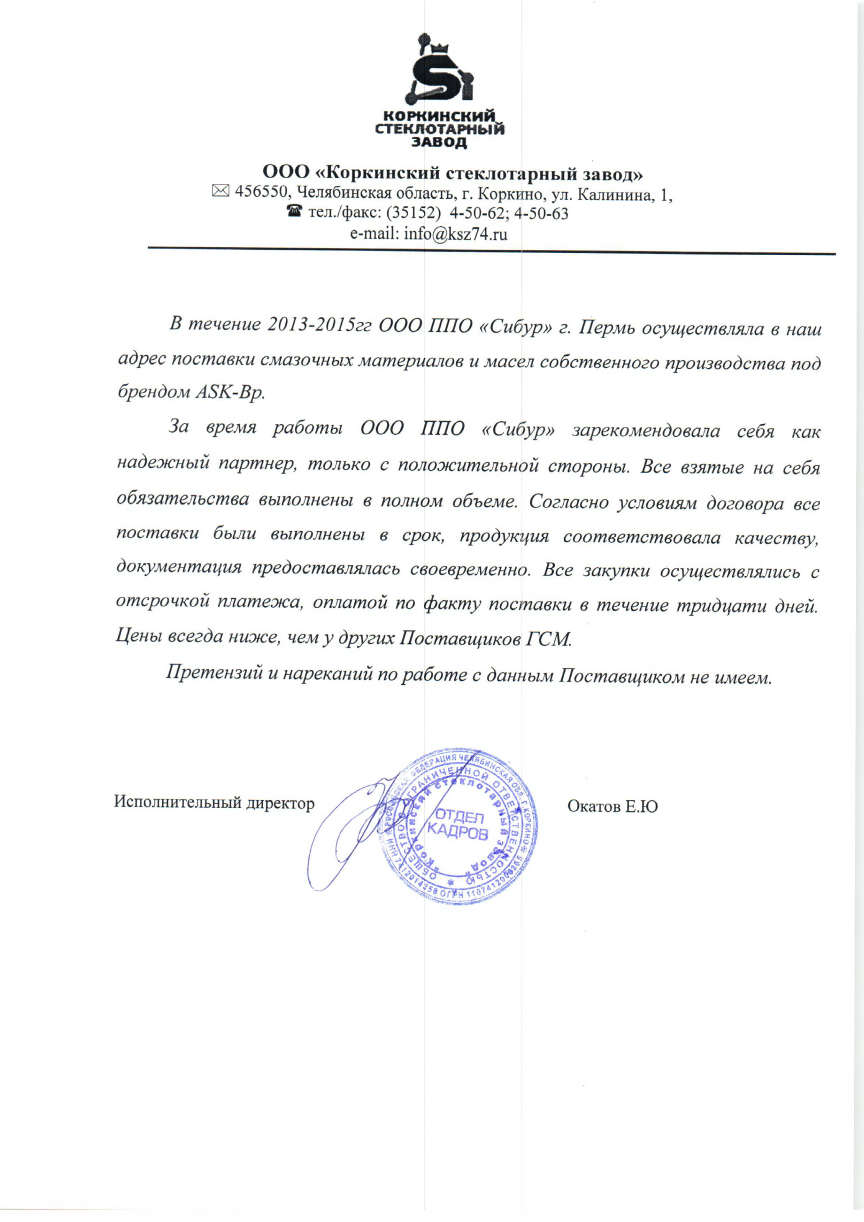 КОРКИНСКИЙ
СТЕКЛОТАРНЫЙ
ЗАВОД
ООО «Коркинский стеклотарный завод»
456550, Челябинская область, г. Коркино, ул. Калинина, 1,
тел./факс: (35152) 4-50-62; 4-50-63
e-mail: info@ksz74.ru
В течение 2013-2015гг ООО ППО «Сибур» г. Пермь осуществляла в наш
адрес поставки смазочных материалов и масел собственного производства под
брендом ASK-Bp.
За время работы ООО ППО «Сибур» зарекомендовала себя как
надежный партнер, только с положительной стороны. Все взятые на себя
обязательства выполнены в полном объеме. Согласно условиям договора все
поставки были выполнены в срок, продукция соответствовала качеству,
документация предоставлялась своевременно. Все закупки осуществлялись с
отсрочкой платежа, оплатой по факту поставки в течение тридцати дней.
Цены всегда ниже, чем у других Поставщиков ГСМ.
Претензий и нареканий по работе с данным Поставщиком не имеем.
Исполнительный директор
Окатов Е.Ю
ФЕДЕРАЦИЯ ЧЕЛЯБИНСКАЯ ОБЛ. Г. КОРКИНО
ОБЩЕСТВО С ОГРАНИЧЕННОЙ ОТВЕТСТВЕННОСТЬЮ
"Коркинский стеклотарный завод"
ОТДЕЛ
КАДРОВ